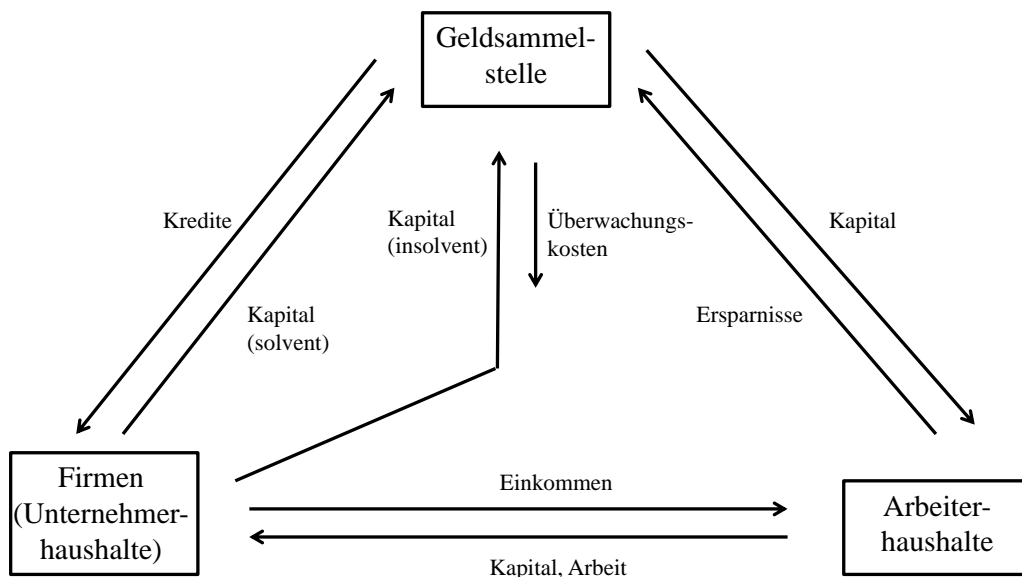 Geldsammel-
stelle
Kredite
Kapital
(insolvent)
Überwachungs-
kosten
Kapital
Kapital
(solvent)
Ersparnisse
Firmen
(Unternehmer-
haushalte)
Einkommen
Kapital, Arbeit
Arbeiter-
haushalte